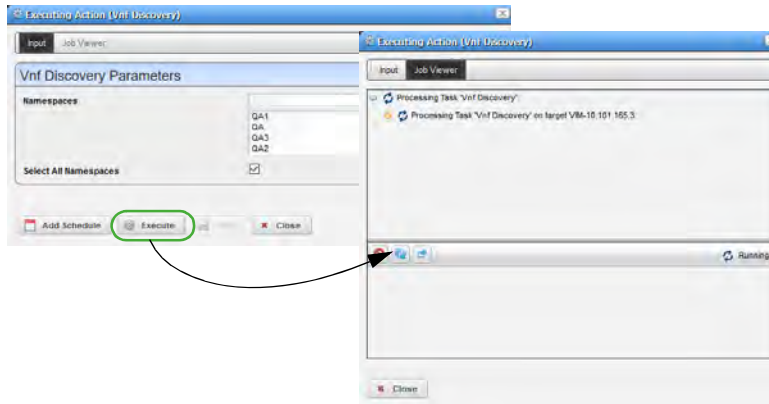 Executing Action (Vnf Discovery)
Input Job Viewer
Vnf Discovery Parameters
Namespaces
QA1
QA
QA3
QA2
Select All Namespaces
Add Schedule Execute Close
Executing Action (Vnf Discovery)
Input Job Viewer
Processing Task 'Vnf Discovery'
Processing Task 'Vnf Discovery' on target VIM-10.101.165.3
Running
Close